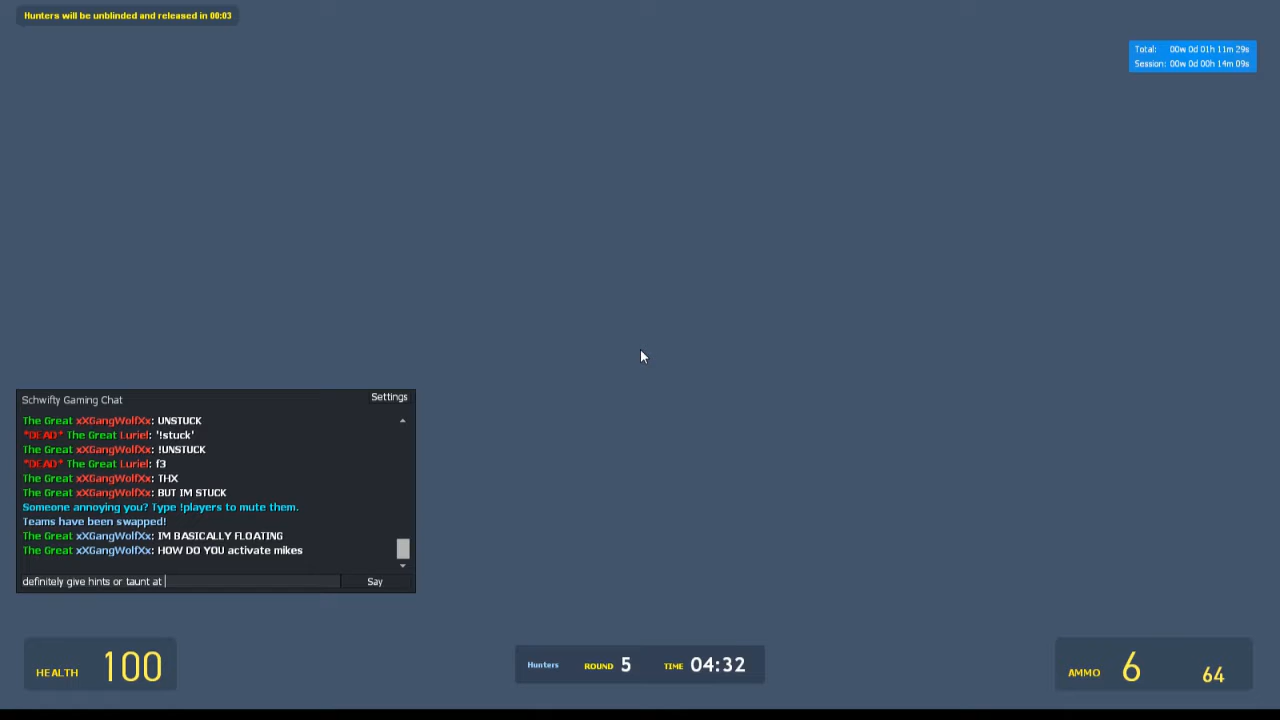 Hunters will be unblinded and released in 00:03
Total: 00w 0d 01h 11m 29s
Session: 00w 0d 00h 14m 09s
Schwifty Gaming Chat
Settings
The Great xXGangWolfXx: UNSTUCK
*DEAD* The Great Luriel: '!stuck'
The Great xXGangWolfXx: !UNSTUCK
*DEAD* The Great Luriel: f3
The Great xXGangWolfXx: THX
The Great xXGangWolfXx: BUT IM STUCK
Someone annoying you? Type !players to mute them.
Teams have been swapped!
The Great xXGangWolfXx: IM BASICALLY FLOATING
The Great xXGangWolfXx: HOW DO YOU activate mikes
definitely give hints or taunt at
Say
HEALTH 100
Hunters ROUND 5 TIME 04:32
AMMO 6 64